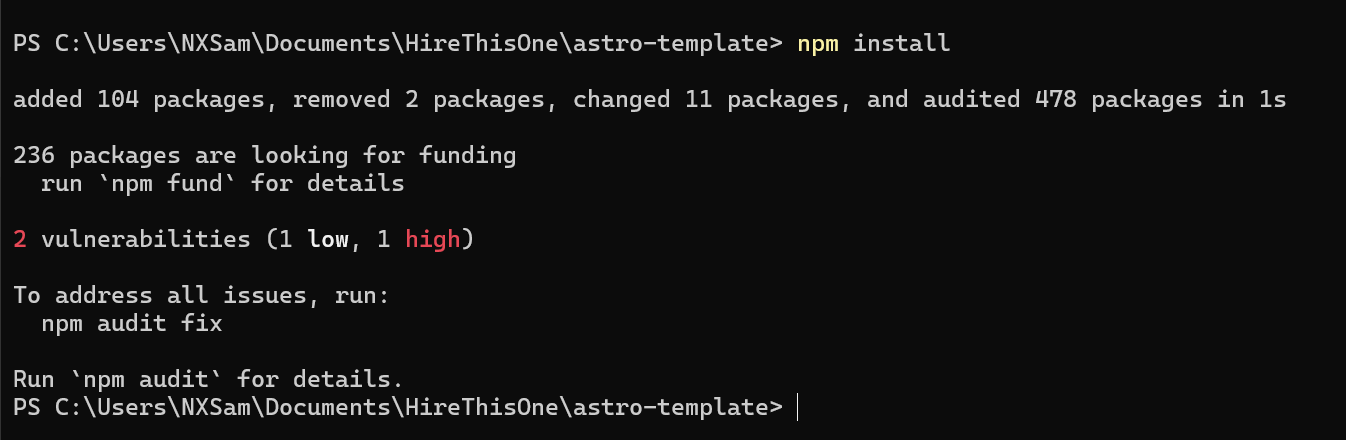 PS C:\Users\NXSam\Documents\HireThisOne\astro-template> npm install
added 104 packages, removed 2 packages, changed 11 packages, and audited 478 packages in 1s
236 packages are looking for funding
run `npm fund` for details
2 vulnerabilities (1 low, 1 high)
To address all issues, run:
npm audit fix
Run `npm audit` for details.
PS C:\Users\NXSam\Documents\HireThisOne\astro-template>